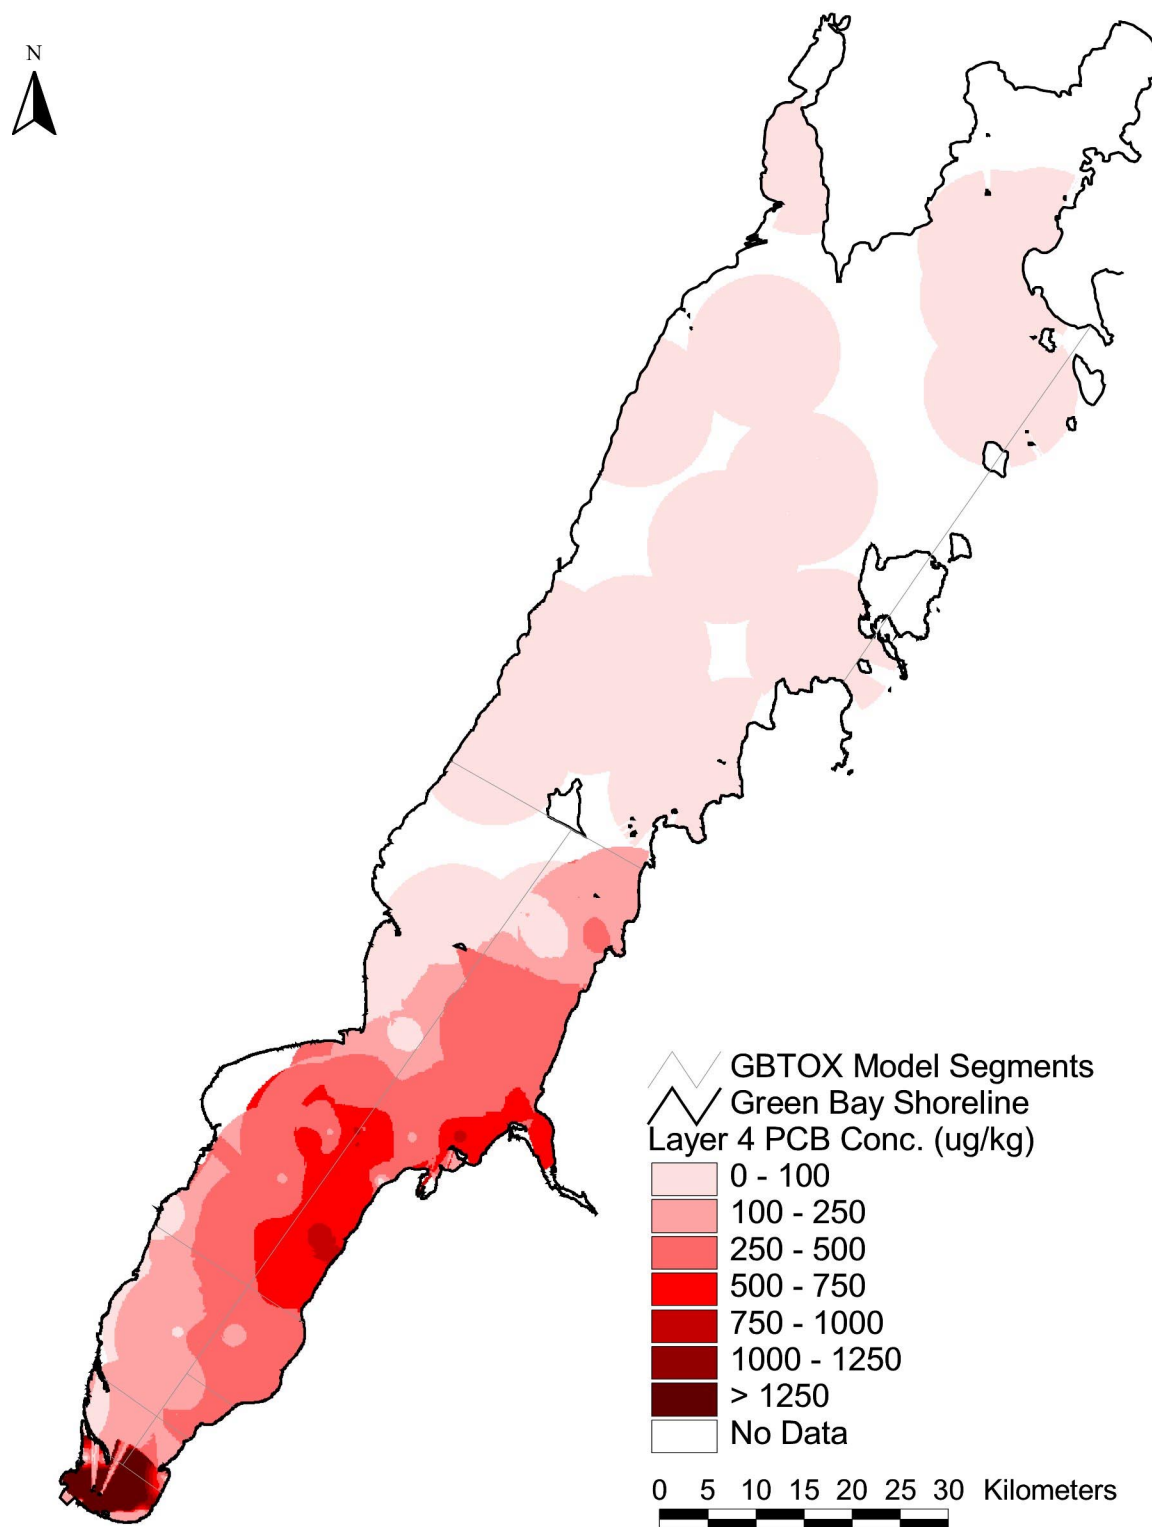 N
GBTOX Model Segments
Green Bay Shoreline
Layer 4 PCB Conc. (ug/kg)
0 - 100
100 - 250
250 - 500
500 - 750
750 - 1000
1000 - 1250
> 1250
No Data
0 5 10 15 20 25 30 Kilometers